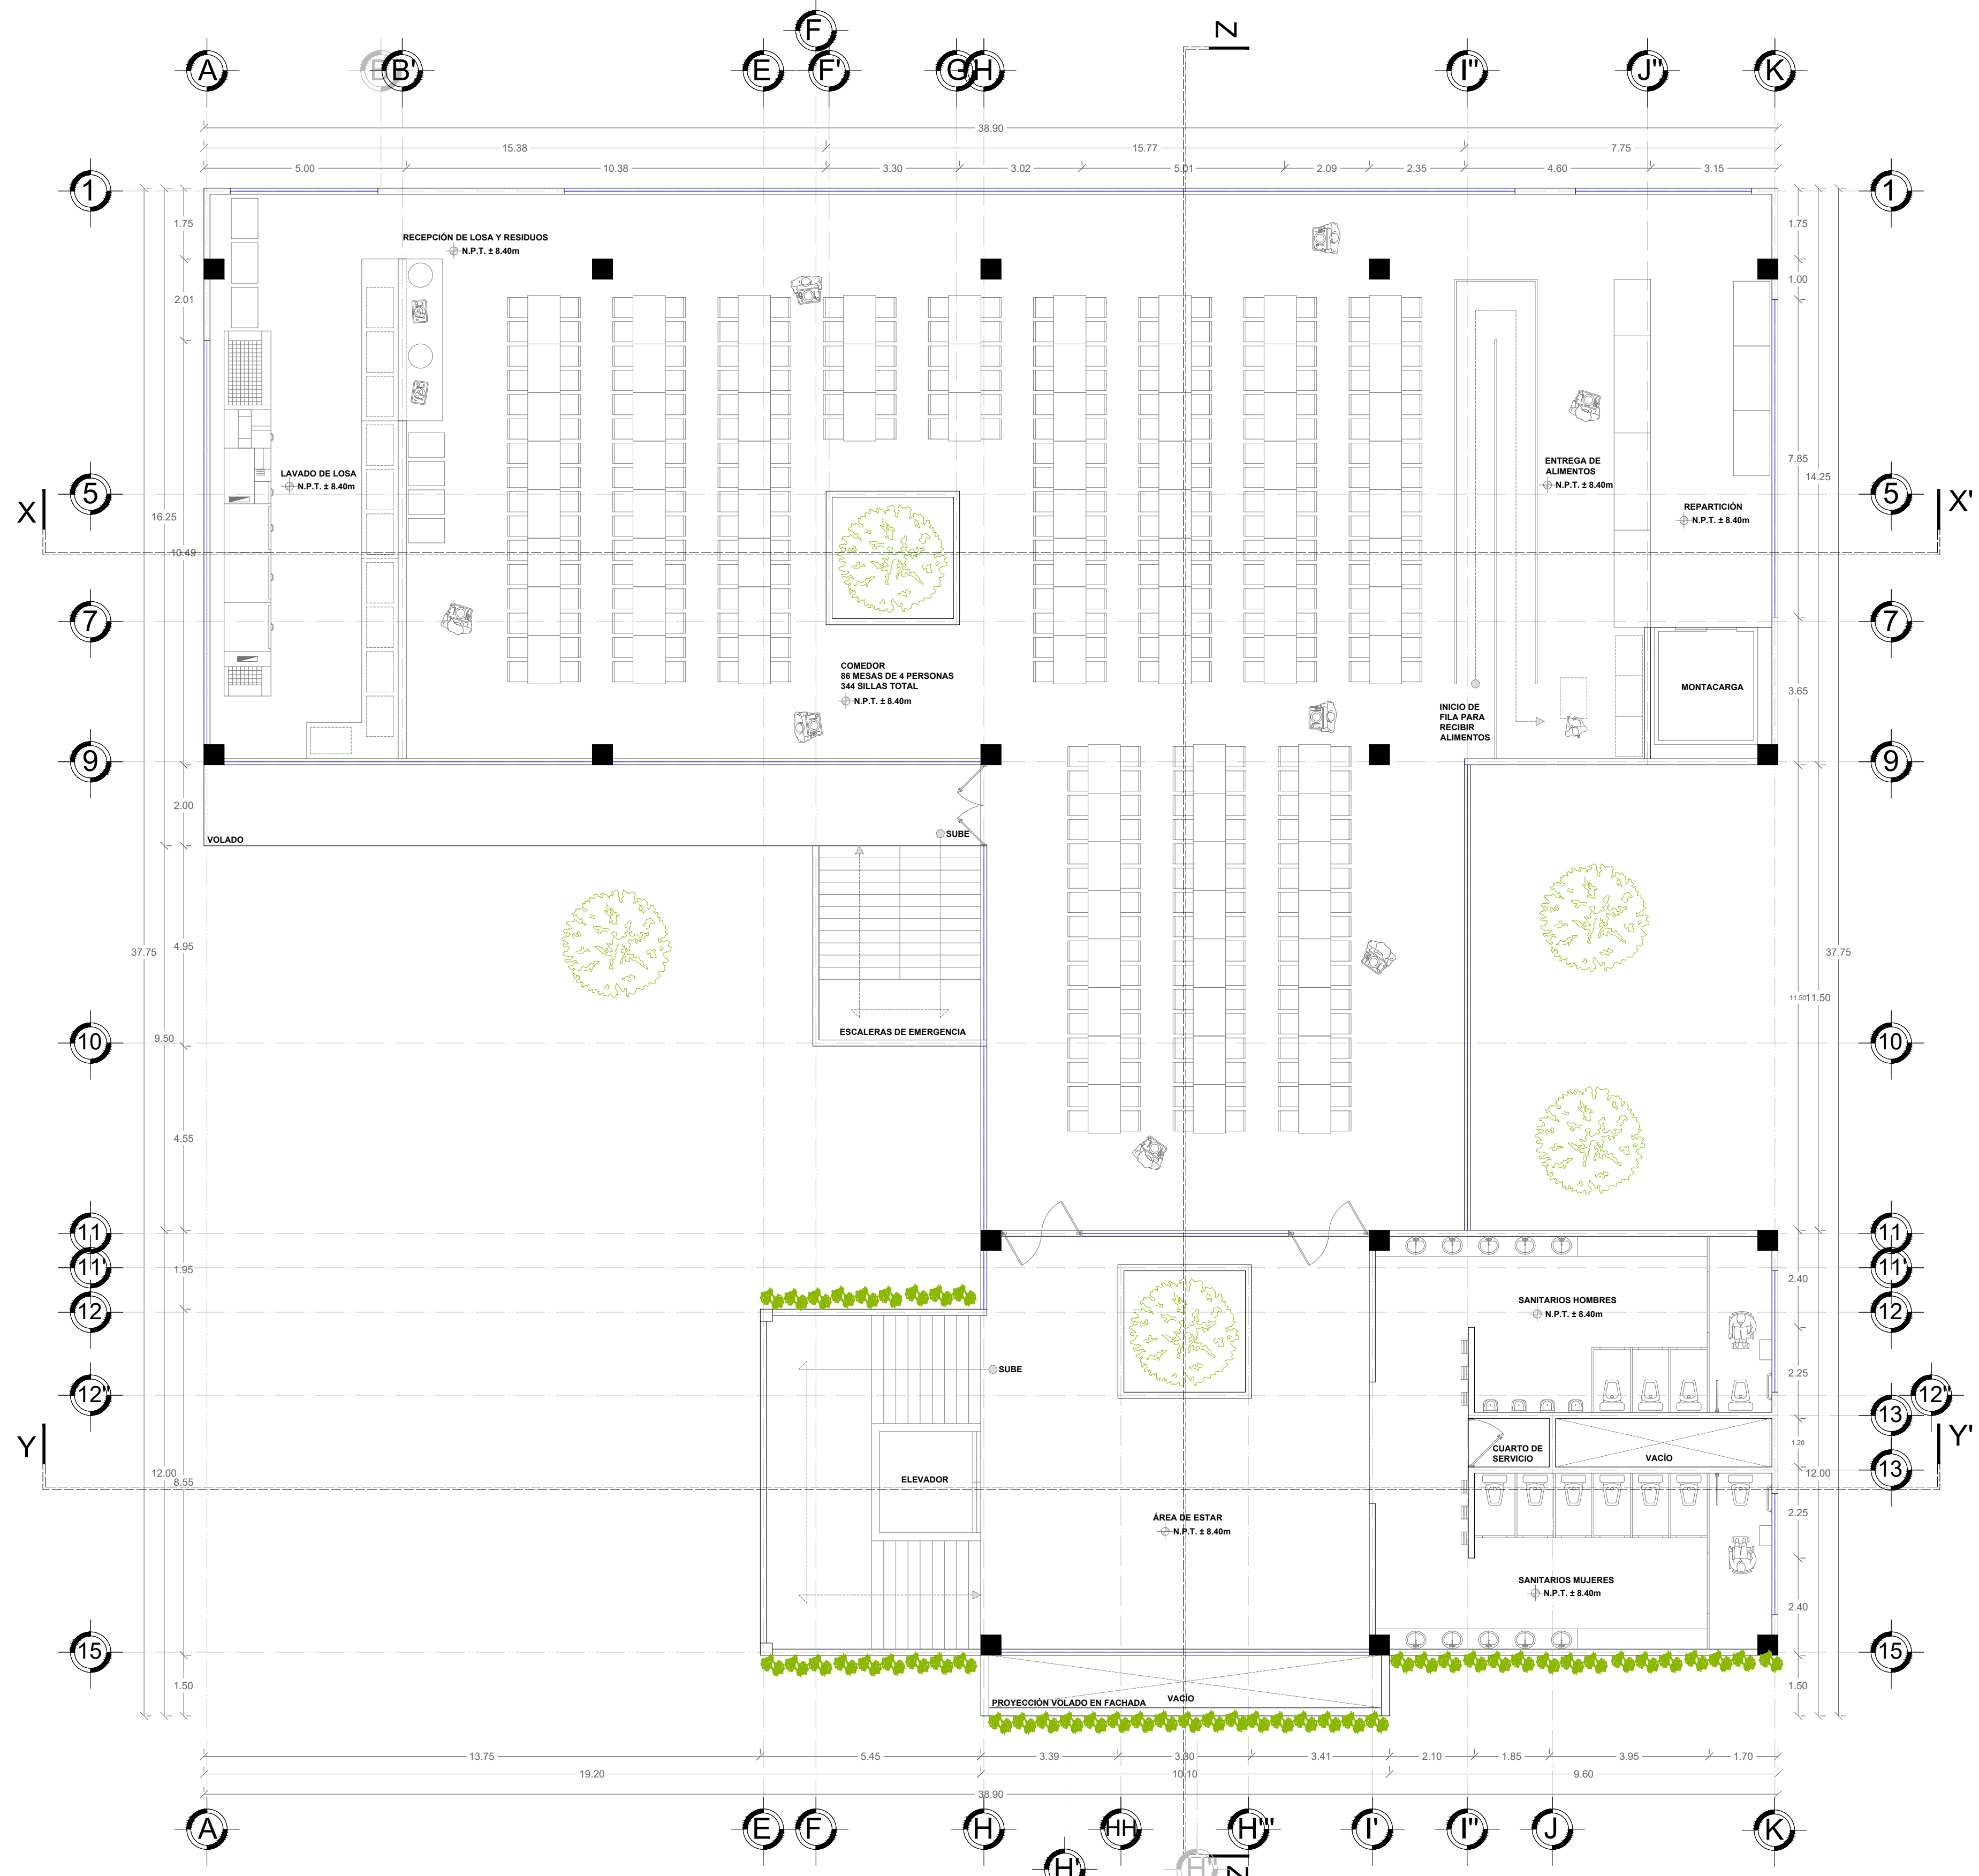 F
N
A
B'
E
F'
G
H
I"
J"
K
38.90
15.38
15.77
7.75
5.00
10.38
3.30
3.02
5.01
2.09
2.35
4.60
3.15
1
1
1.75
1.75
RECEPCIÓN DE LOSA Y RESIDUOS
N.P.T. ± 8.40m
2.01
1.00
7.85
14.25
LAVADO DE LOSA
N.P.T. ± 8.40m
ENTREGA DE
ALIMENTOS
N.P.T. ± 8.40m
5
5
X
X'
16.25
REPARTICIÓN
N.P.T. ± 8.40m
10.49
7
7
COMEDOR
86 MESAS DE 4 PERSONAS
344 SILLAS TOTAL
N.P.T. ± 8.40m
MONTACARGA
3.65
INICIO DE
FILA PARA
RECIBIR
ALIMENTOS
9
9
2.00
VOLADO
SUBE
4.95
37.75
37.75
11.50
11.50
ESCALERAS DE EMERGENCIA
9.50
10
10
4.55
11
11
11'
11'
1.95
2.40
SANITARIOS HOMBRES
N.P.T. ± 8.40m
12
12
SUBE
2.25
12"
12"
13
Y
Y'
CUARTO DE
SERVICIO
VACÍO
1.20
13
12.00
12.00
8.55
ELEVADOR
ÁREA DE ESTAR
N.P.T. ± 8.40m
2.25
SANITARIOS MUJERES
N.P.T. ± 8.40m
2.40
15
15
1.50
1.50
PROYECCIÓN VOLADO EN FACHADA
VACÍO
13.75
5.45
3.39
3.30
3.41
2.10
1.85
3.95
1.70
19.20
10.10
9.60
38.90
A
E
F
H
HH
H'''
I'
I"
J
K
H'
H"
N